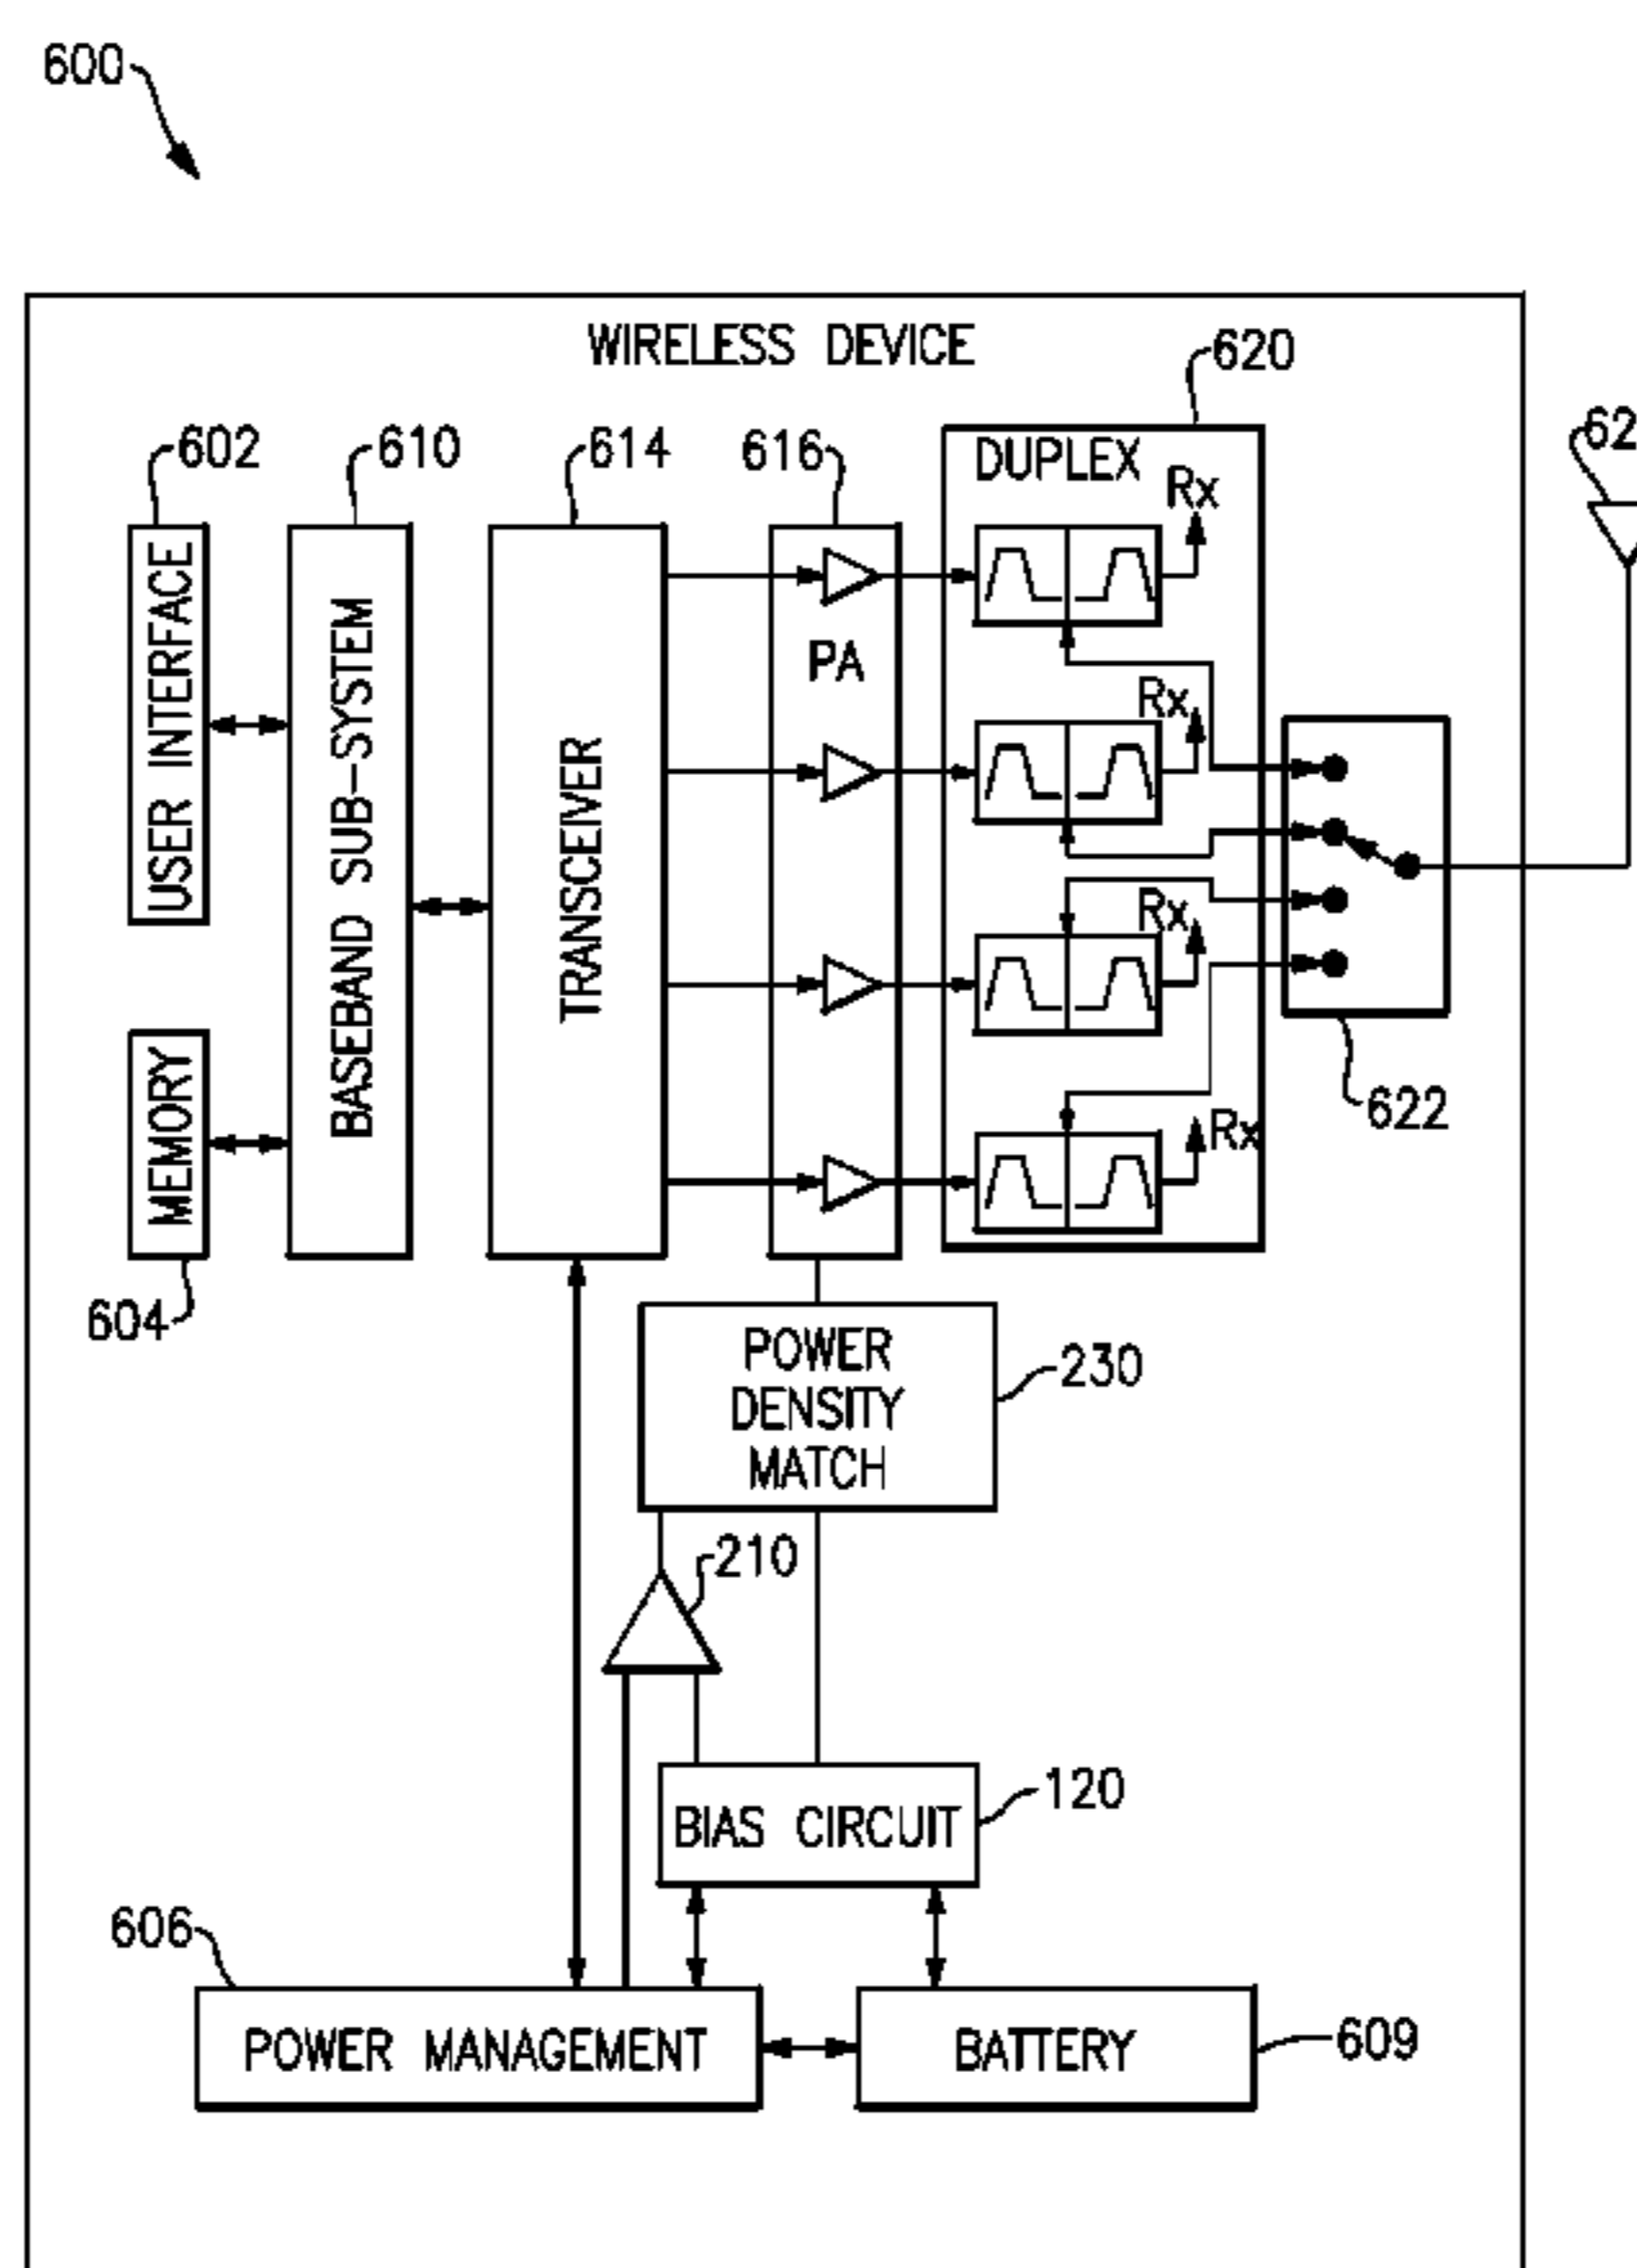 600
WIRELESS DEVICE
620
602
610
614
616
DUPLEX
Rx
USER INTERFACE
BASEBAND SUB-SYSTEM
TRANSCEIVER
PA
Rx
Rx
Rx
622
MEMORY
604
POWER
DENSITY
MATCH
230
210
BIAS CIRCUIT
120
606
POWER MANAGEMENT
BATTERY
609